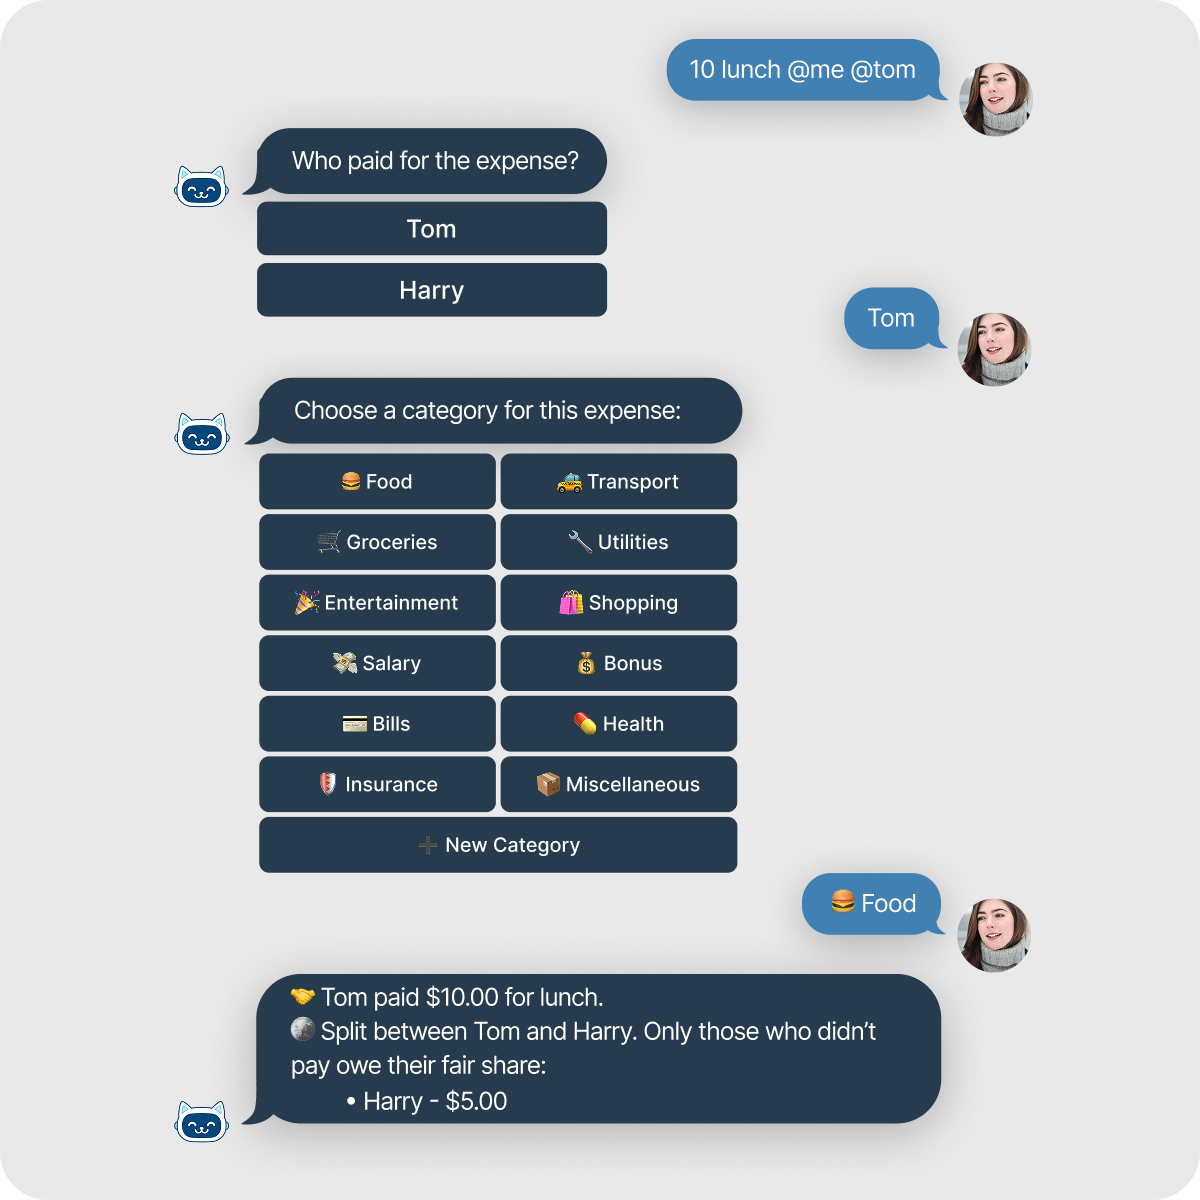 10 lunch @me @tom
Who paid for the expense?
Tom
Harry
Tom
Choose a category for this expense:
🍔 Food
🚕 Transport
🛒 Groceries
🔧 Utilities
🎉 Entertainment
🛍️ Shopping
💸 Salary
💰 Bonus
💳 Bills
💊 Health
🛡️ Insurance
📦 Miscellaneous
➕ New Category
🍔 Food
🤝 Tom paid $10.00 for lunch.
🪙 Split between Tom and Harry. Only those who didn’t
pay owe their fair share:
• Harry - $5.00